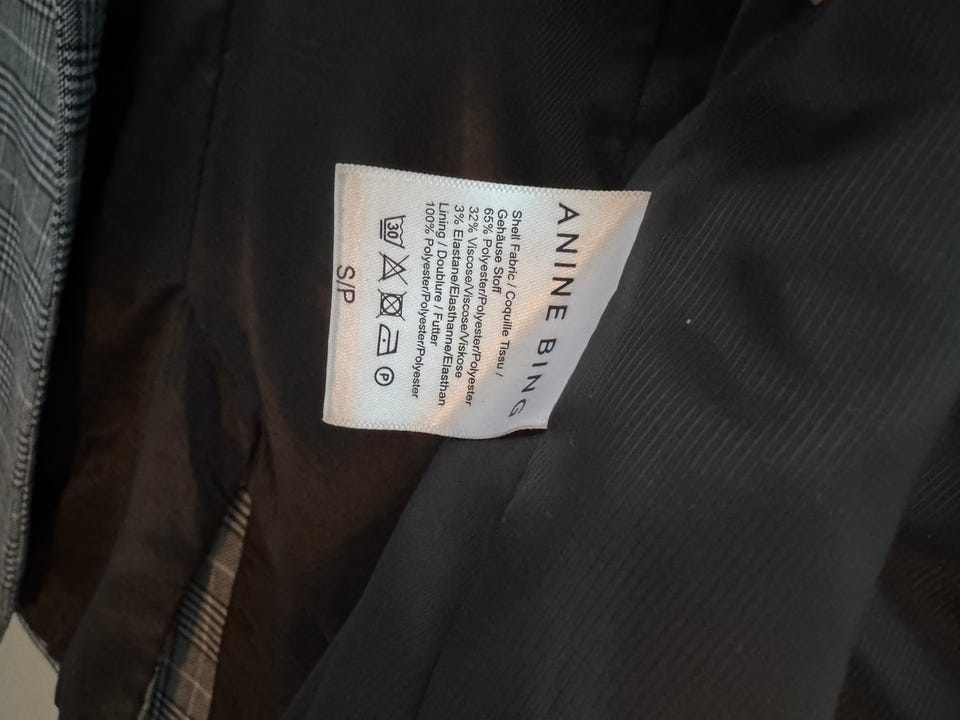 ANINE BING
Shell Fabric / Coquille Tissu /
Gehäuse Stoff
65% Polyester/Polyester/Polyester
32% Viscose/Viscose/Viskose
3% Elastane/Elasthanne/Elasthan
Lining / Doublure / Futter
100% Polyester/Polyester/Polyester
30 P
S/P